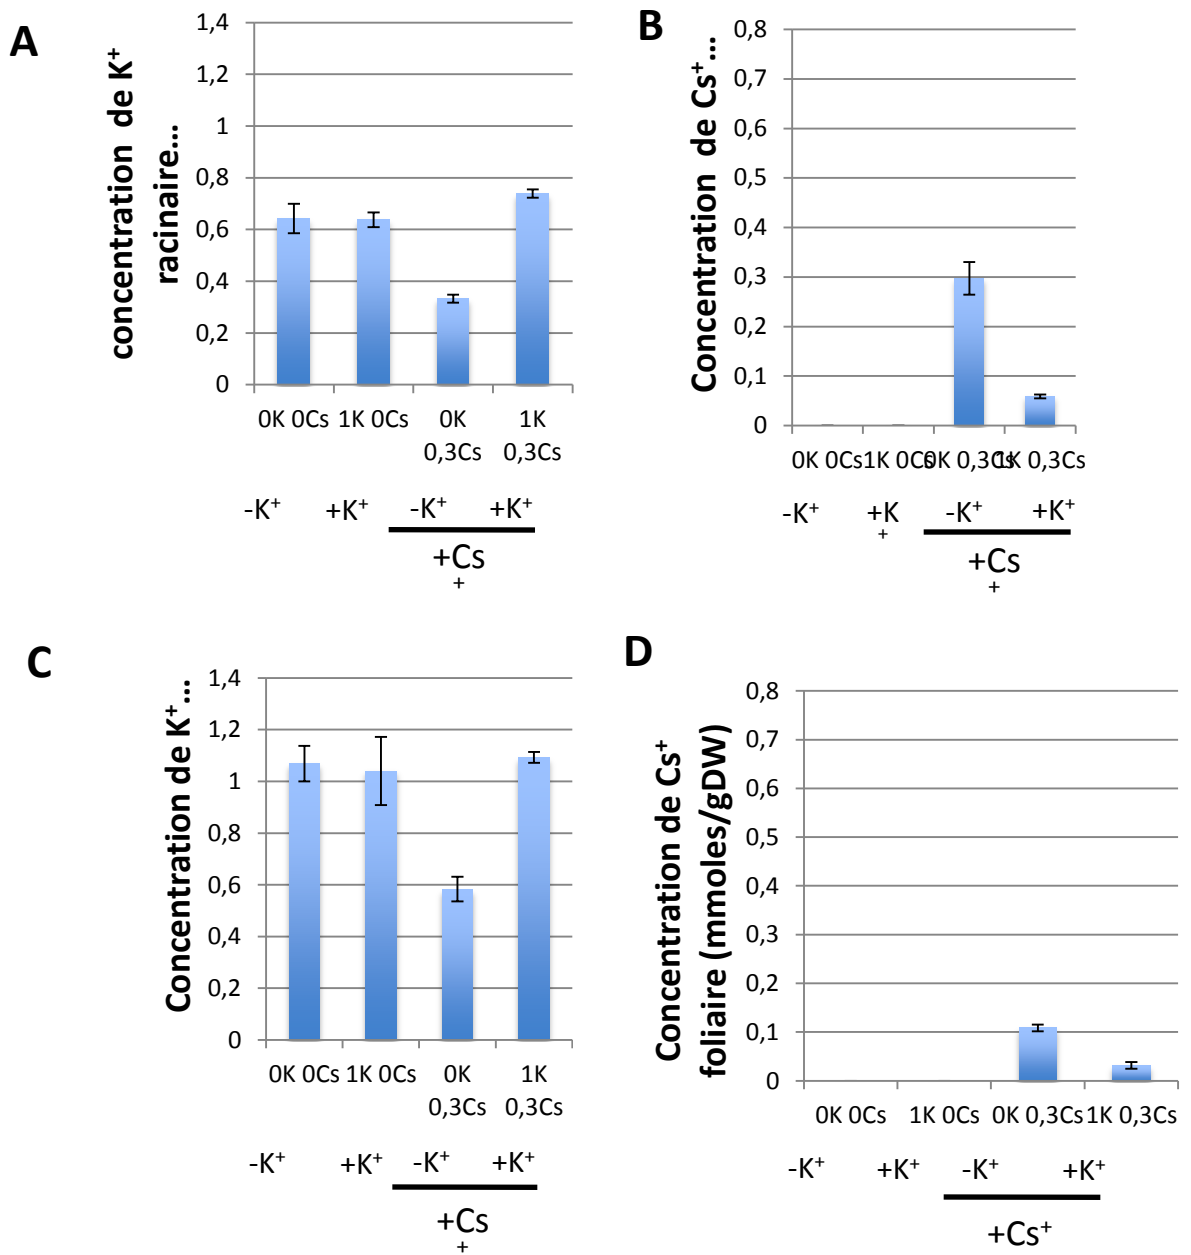 A
concentration de K+
racinaire...
1,4
1,2
1
0,8
0,6
0,4
0,2
0
0K 0Cs 1K 0Cs 0K 1K
0,3Cs 0,3Cs
-K+ +K+ -K+ +K+
+Cs
+
B
Concentration de Cs+...
0,8
0,7
0,6
0,5
0,4
0,3
0,2
0,1
0
0K 0Cs 1K 0Cs 0K 0,3Cs 1K 0,3Cs
-K+ +K -K+ +K+
+
+Cs
+
C
Concentration de K+...
1,4
1,2
1
0,8
0,6
0,4
0,2
0
0K 0Cs 1K 0Cs 0K 1K
0,3Cs 0,3Cs
-K+ +K+ -K+ +K+
+Cs
+
D
Concentration de Cs+
foliaire (mmoles/gDW)
0,8
0,7
0,6
0,5
0,4
0,3
0,2
0,1
0
0K 0Cs 1K 0Cs 0K 0,3Cs 1K 0,3Cs
-K+ +K+ -K+ +K+
+Cs+